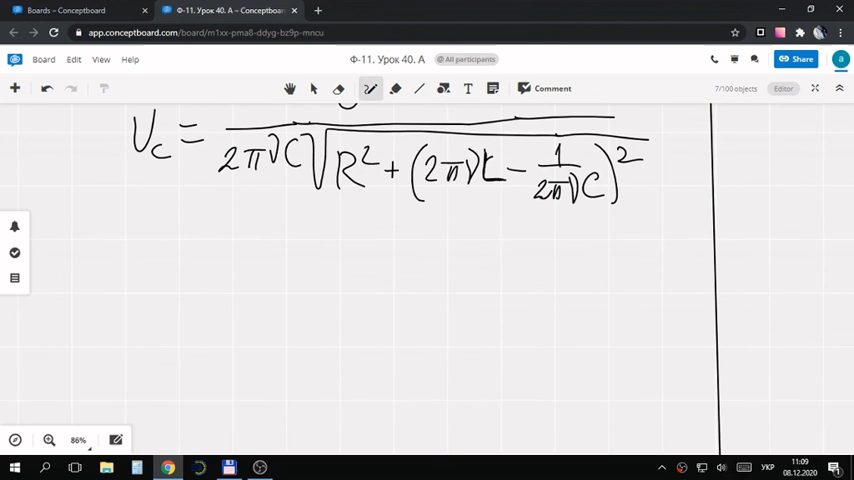 Boards – Conceptboard
Ф-11. Урок 40. А – Conceptboard
app.conceptboard.com/board/m1xx-pma8-ddyg-bz9p-mncu
Board Edit View Help
Ф-11. Урок 40. А
@ All participants
Share
a
Comment
7/100 objects
Editor
U_C =
2πνC√R² + (2πνL − 1/2πνC)²
86%
УКР
11:09
08.12.2020
1